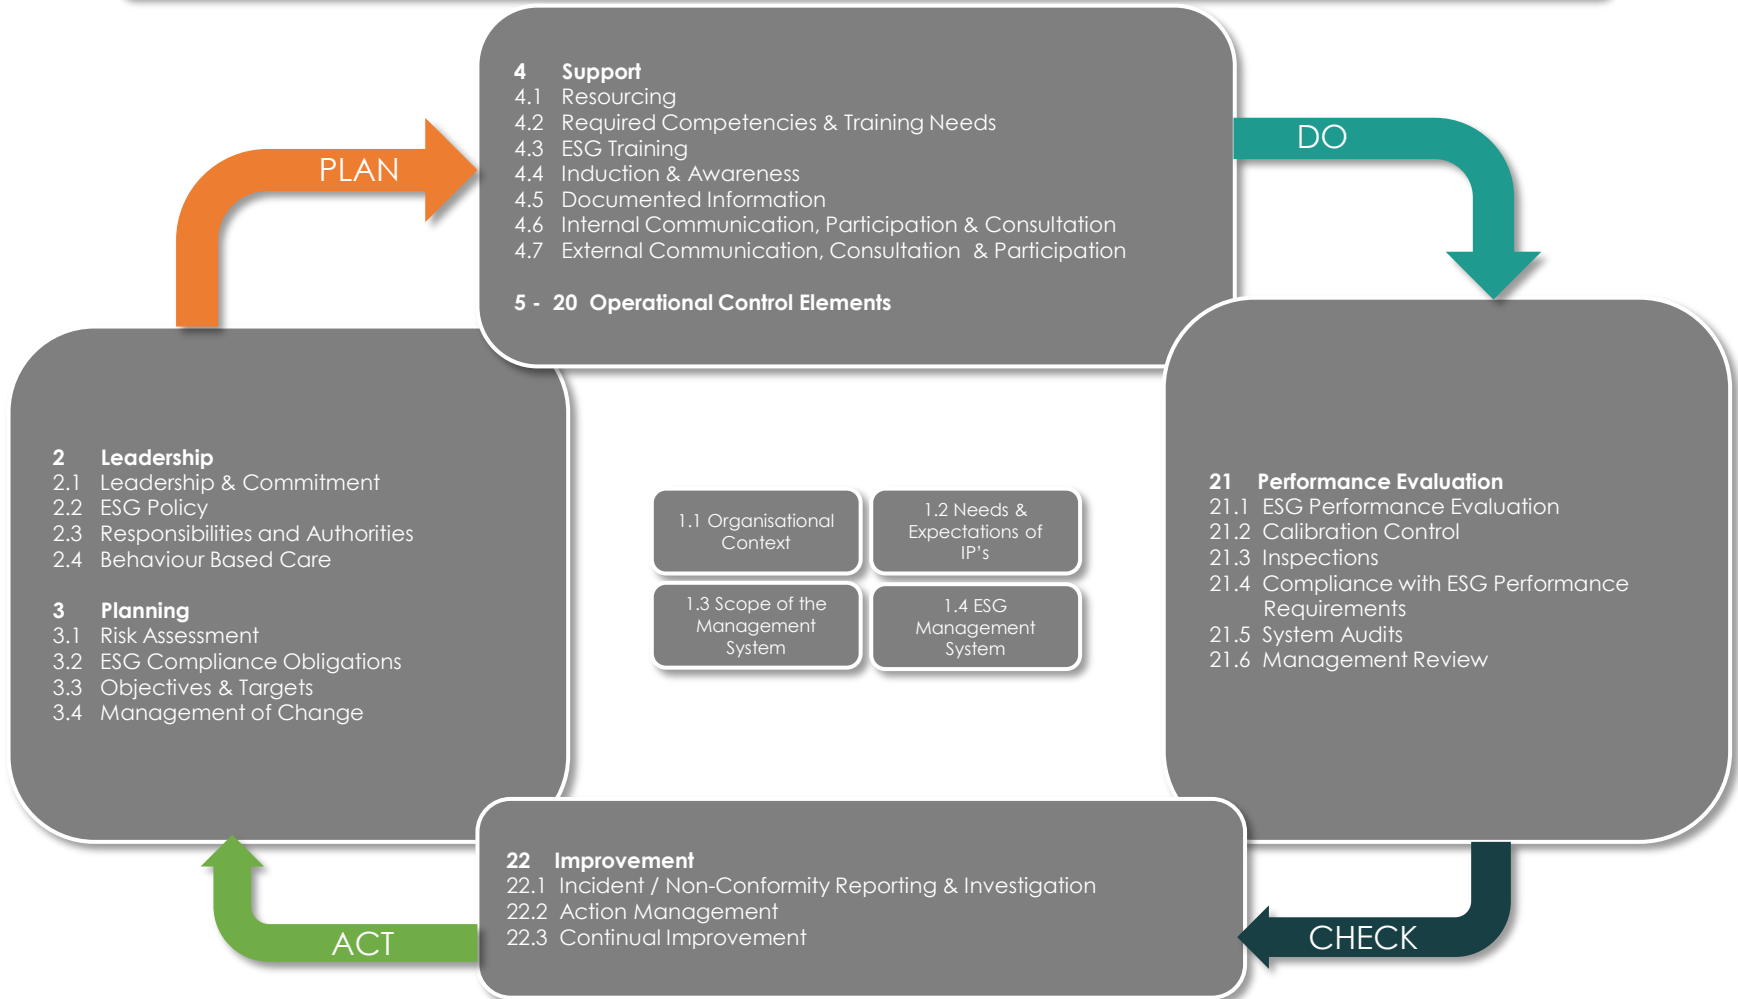 4 Support
4.1 Resourcing
4.2 Required Competencies & Training Needs
4.3 ESG Training
4.4 Induction & Awareness
4.5 Documented Information
4.6 Internal Communication, Participation & Consultation
4.7 External Communication, Consultation & Participation
5 - 20 Operational Control Elements
PLAN
DO
2 Leadership
2.1 Leadership & Commitment
2.2 ESG Policy
2.3 Responsibilities and Authorities
2.4 Behaviour Based Care
3 Planning
3.1 Risk Assessment
3.2 ESG Compliance Obligations
3.3 Objectives & Targets
3.4 Management of Change
1.1 Organisational
Context
1.2 Needs &
Expectations of
IP's
1.3 Scope of the
Management
System
1.4 ESG
Management
System
21 Performance Evaluation
21.1 ESG Performance Evaluation
21.2 Calibration Control
21.3 Inspections
21.4 Compliance with ESG Performance
Requirements
21.5 System Audits
21.6 Management Review
22 Improvement
22.1 Incident / Non-Conformity Reporting & Investigation
22.2 Action Management
22.3 Continual Improvement
ACT
CHECK